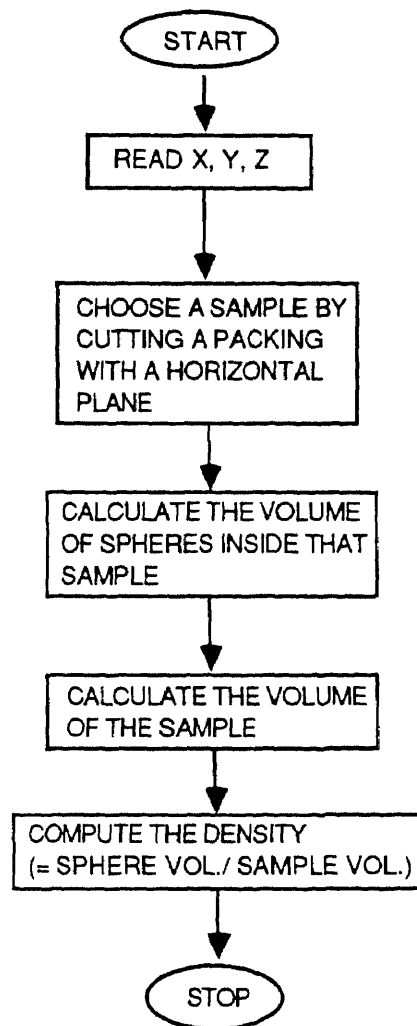 START
READ X, Y, Z
CHOOSE A SAMPLE BY
CUTTING A PACKING
WITH A HORIZONTAL
PLANE
CALCULATE THE VOLUME
OF SPHERES INSIDE THAT
SAMPLE
CALCULATE THE VOLUME
OF THE SAMPLE
COMPUTE THE DENSITY
(= SPHERE VOL./ SAMPLE VOL.)
STOP